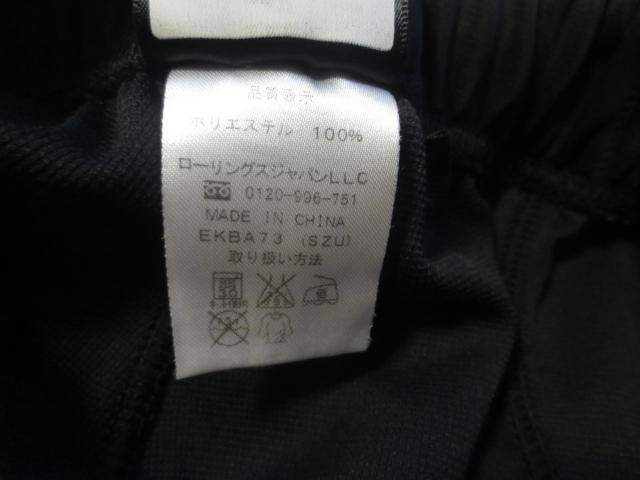 品質表示
ポリエステル 100%
ローリングスジャパンLLC
0120-996-751
MADE IN CHINA
EKBA73 (SZU)
取り扱い方法